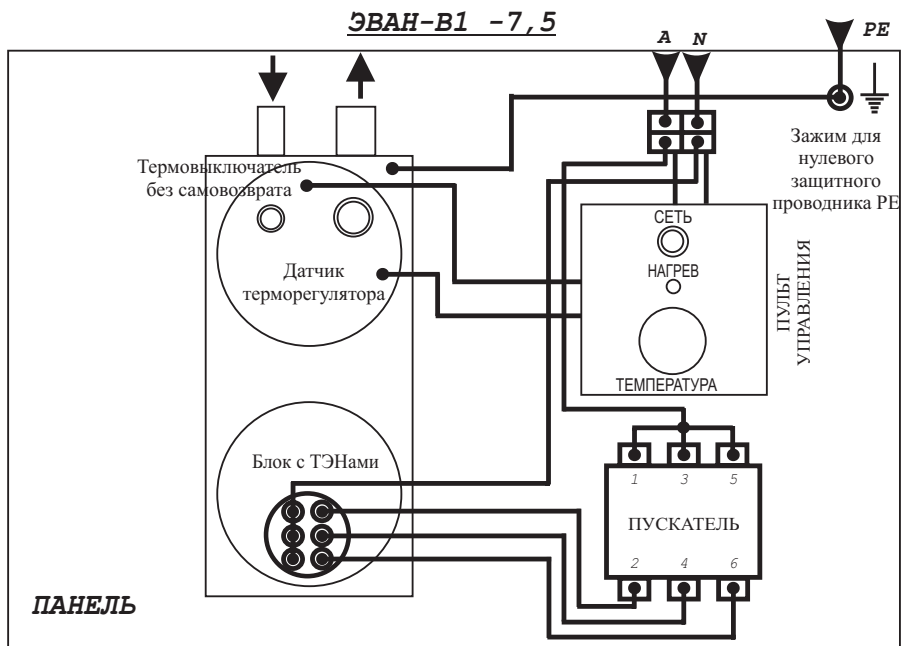 ЭВАН-В1 -7,5
A N
PE
Термовыключатель
без самовозврата
Зажим для
нулевого
защитного
проводника PE
СЕТЬ
НАГРЕВ
ТЕМПЕРАТУРА
ПУЛЬТ
УПРАВЛЕНИЯ
Датчик
терморегулятора
Блок с ТЭНами
1 3 5
ПУСКАТЕЛЬ
2 4 6
ПАНЕЛЬ